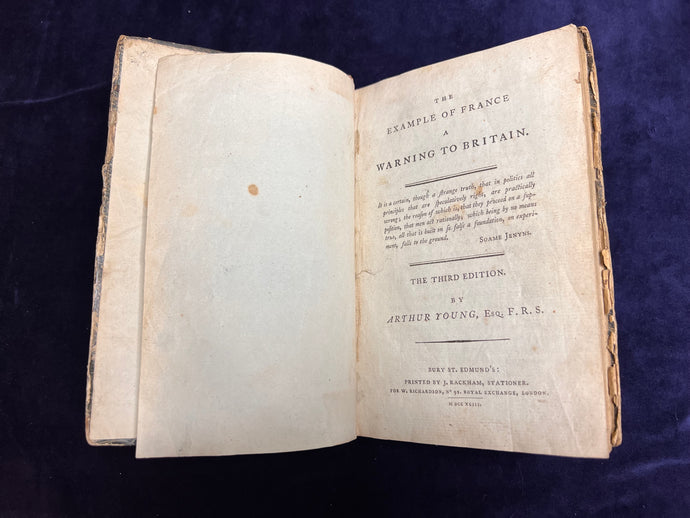 THE
EXAMPLE OF FRANCE
A
WARNING TO BRITAIN.
It is a certain, though a ſtrange truth, that in politics all
principles that are ſpeculatively right, are practically
wrong; the reaſon of which is, that they proceed on a ſup-
poſition, that men act rationally; which being by no means
true, all that is built on ſo falſe a foundation, on experi-
ment, falls to the ground.
SOAME JENYNS.
THE THIRD EDITION.
BY
ARTHUR YOUNG, ESQ. F. R. S.
BURY ST. EDMUND'S:
PRINTED BY J. RACKHAM, STATIONER.
FOR W. RICHARDSON, Nº 91. ROYAL EXCHANGE, LONDON.
M DCC XCIII.